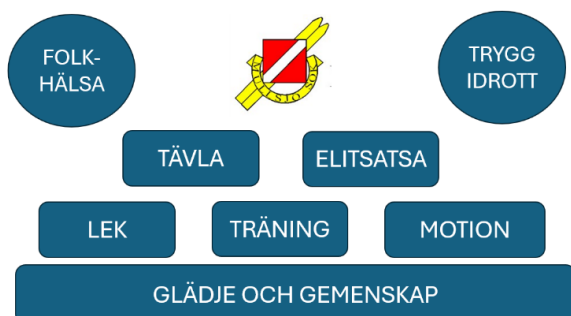 FOLK-
HÄLSA
TRYGG
IDROTT
TÄVLA
ELITSATSA
LEK
TRÄNING
MOTION
GLÄDJE OCH GEMENSKAP